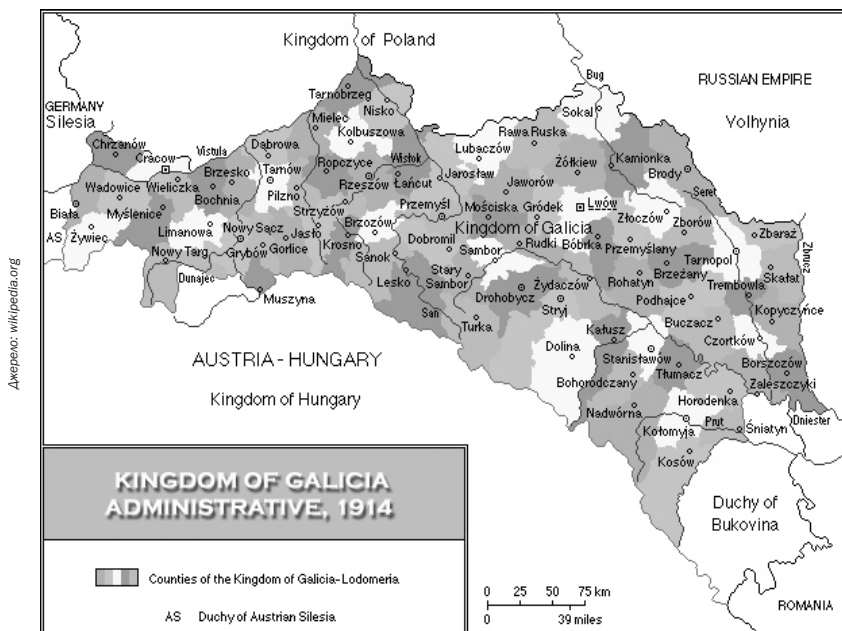 Kingdom of Poland
RUSSIAN EMPIRE
Volhynia
GERMANY
Silesia
Bug
Tarnobrzeg
Nisko
Sokal
Mielec
Kolbuszowa
Rawa Ruska
Chrzanów
Dąbrowa
Lubaczów
Cracow
Vistula
Żółkiew
Kamionka
Brzesko
Tarnów
Ropczyce
Wisłok
Brody
Wadowice
Wieliczka
Rzeszów
Łańcut
Jarosław
Seret
Bochnia
Pilzno
Jaworów
Biała
Myślenice
Strzyżów
Przemyśl
Mościska
Gródek
Lwów
Złoczów
Zborów
Zbaraż
AS
Żywiec
Limanowa
Nowy Sącz
Jasło
Brzozów
Kingdom of Galicia
Krosno
Dobromil
Sambor
Rudki
Bóbrka
Przemyślany
Tarnopol
Zbrucz
Nowy Targ
Grybów
Gorlice
Sanok
Brzeżany
Skałat
Dunajec
Lesko
Stary
Sambor
Rohatyn
Trembowla
Muszyna
Drohobycz
Żydaczów
Podhajce
Kopyczyńce
San
Stryj
Turka
Kałusz
Buczacz
Czortków
Dolina
Stanisławów
AUSTRIA - HUNGARY
Tłumacz
Borszczów
Bohorodczany
Zaleszczyki
Kingdom of Hungary
Horodenka
Nadwórna
Dniester
Prut
Kołomyja
Śniatyn
Kosów
Duchy of
Bukovina
ROMANIA
KINGDOM OF GALICIA
ADMINISTRATIVE, 1914
Counties of the Kingdom of Galicia-Lodomeria
AS Duchy of Austrian Silesia
0 25 50 75 km
0 39 miles
Джерело: wikipedia.org